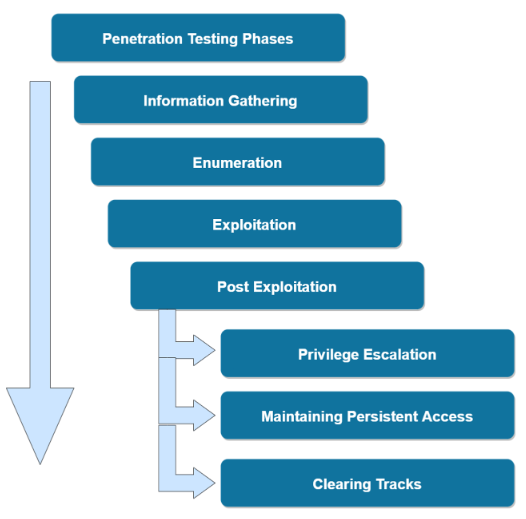 Penetration Testing Phases
Information Gathering
Enumeration
Exploitation
Post Exploitation
Privilege Escalation
Maintaining Persistent Access
Clearing Tracks